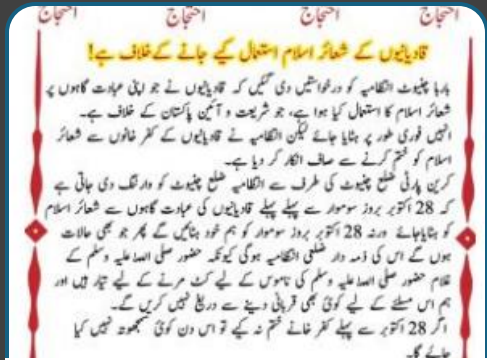 احتجاج احتجاج احتجاج احتجاج
قادیانیوں کے شعائر اسلام استعمال کیے جانے کے خلاف ہے!
بارہا چنیوٹ انتظامیہ کو درخواستیں دی گئیں کہ قادیانیوں نے جو اپنی عبادت گاہوں پر
شعائر اسلام کا استعمال کیا ہوا ہے، جو شریعت و آئین پاکستان کے خلاف ہے۔
انہیں فوری طور پر ہٹایا جائے لیکن انتظامیہ نے قادیانیوں کے کفر خانوں سے شعائر
اسلام کو ختم کرنے سے صاف انکار کر دیا ہے۔
کرین پارٹی ضلع چنیوٹ کی طرف سے انتظامیہ ضلع چنیوٹ کو وارننگ دی جاتی ہے
کہ 28 اکتوبر بروز سوموار سے پہلے پہلے قادیانیوں کی عبادت گاہوں سے شعائر اسلام
کو ہٹایاجائے ورنہ 28 اکتوبر بروز سوموار کو ہم خود ہٹائیں گے پھر جو بھی حالات
ہوں گے اس کی ذمہ دار ضلعی انتظامیہ ہوگی کیونکہ حضور صلی اللہ علیہ وسلم کے
غلام حضور صلی اللہ علیہ وسلم کی ناموس کے لیے کٹ مرنے کے لیے تیار ہیں اور
ہم اس مسئلے کے لیے کوئی بھی قربانی دینے سے دریغ نہیں کریں گے۔
اگر 28 اکتوبر سے پہلے کفر خانے ختم نہ کیے تو اس دن کوئی سمجھوتہ نہیں کیا
جائے گا۔